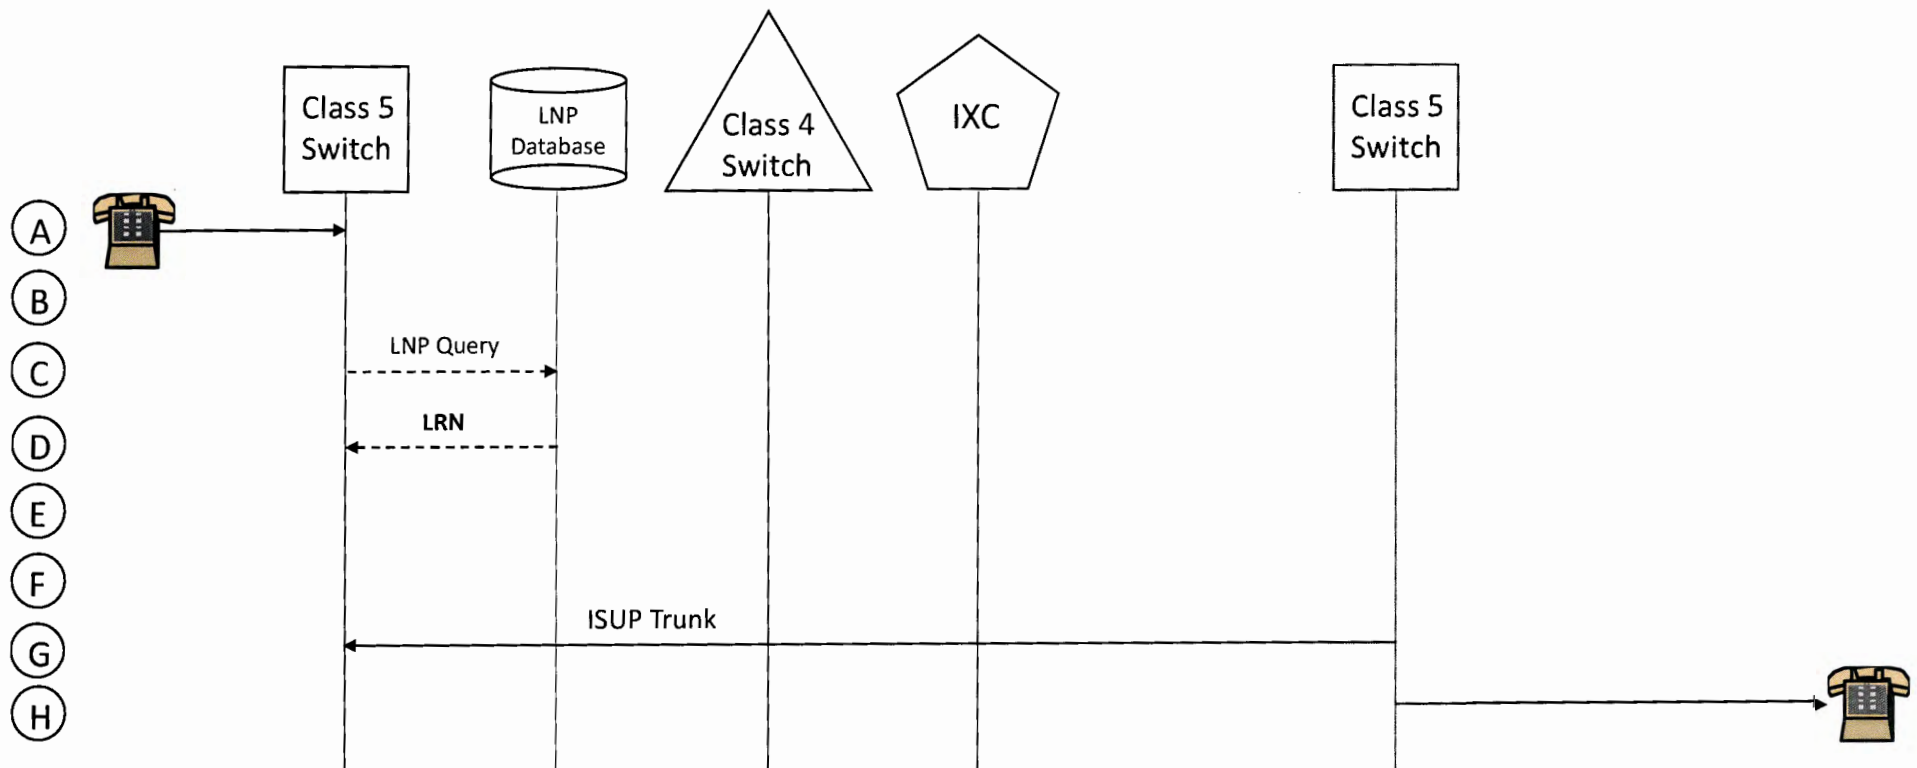 Class 5
Switch
LNP
Database
Class 4
Switch
IXC
Class 5
Switch
A
B
LNP Query
C
LRN
D
E
F
ISUP Trunk
G
H